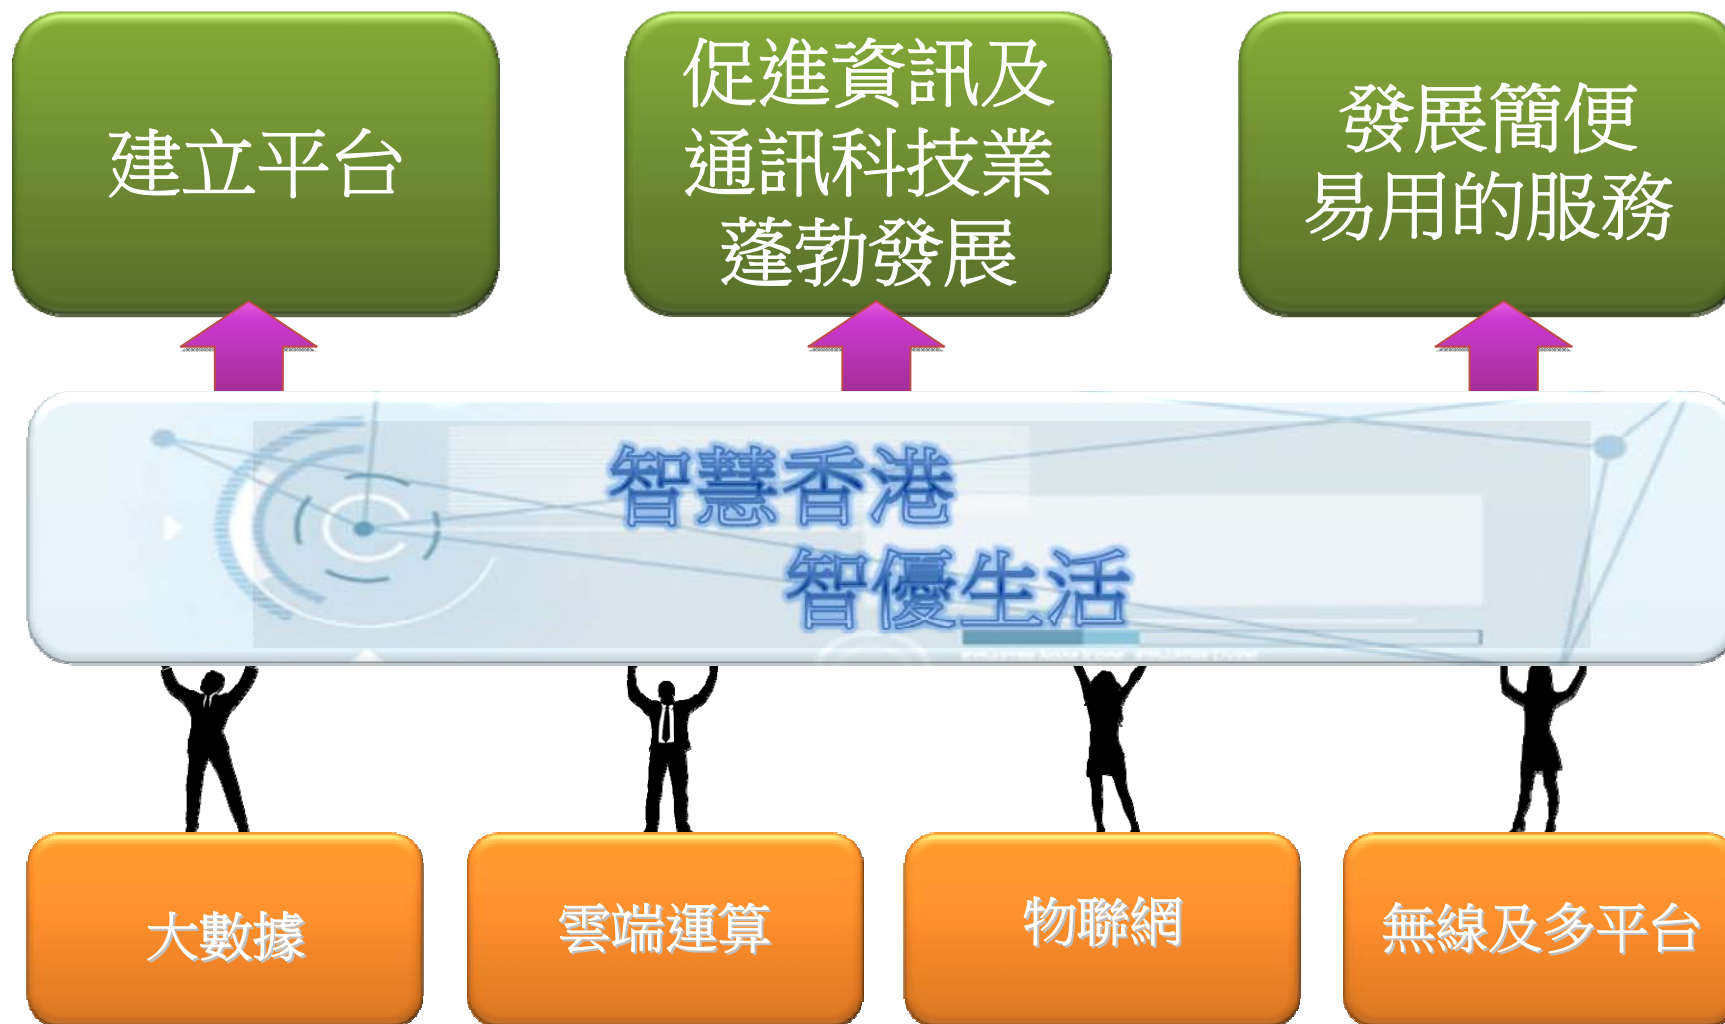 建立平台
促進資訊及
通訊科技業
蓬勃發展
發展簡便
易用的服務
智慧香港
智優生活
大數據
雲端運算
物聯網
無線及多平台